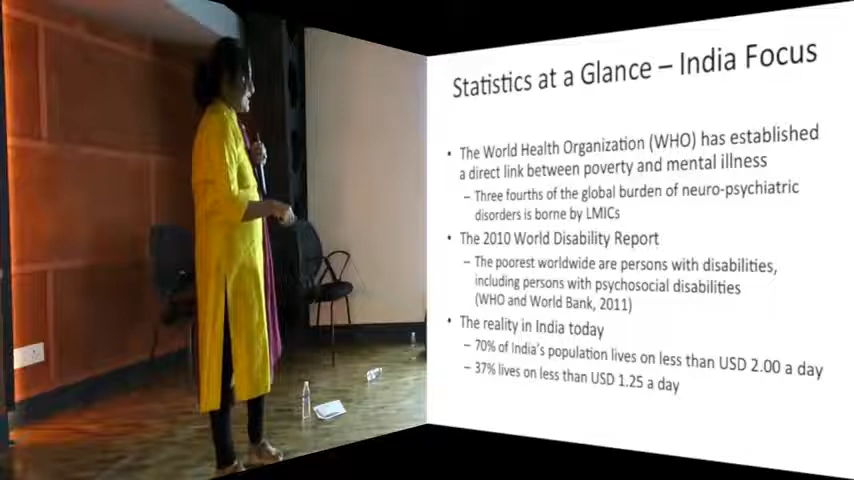 Statistics at a Glance – India Focus
• The World Health Organization (WHO) has established
a direct link between poverty and mental illness
– Three fourths of the global burden of neuro-psychiatric
disorders is borne by LMICs
• The 2010 World Disability Report
– The poorest worldwide are persons with disabilities,
including persons with psychosocial disabilities
(WHO and World Bank, 2011)
• The reality in India today
– 70% of India's population lives on less than USD 2.00 a day
– 37% lives on less than USD 1.25 a day